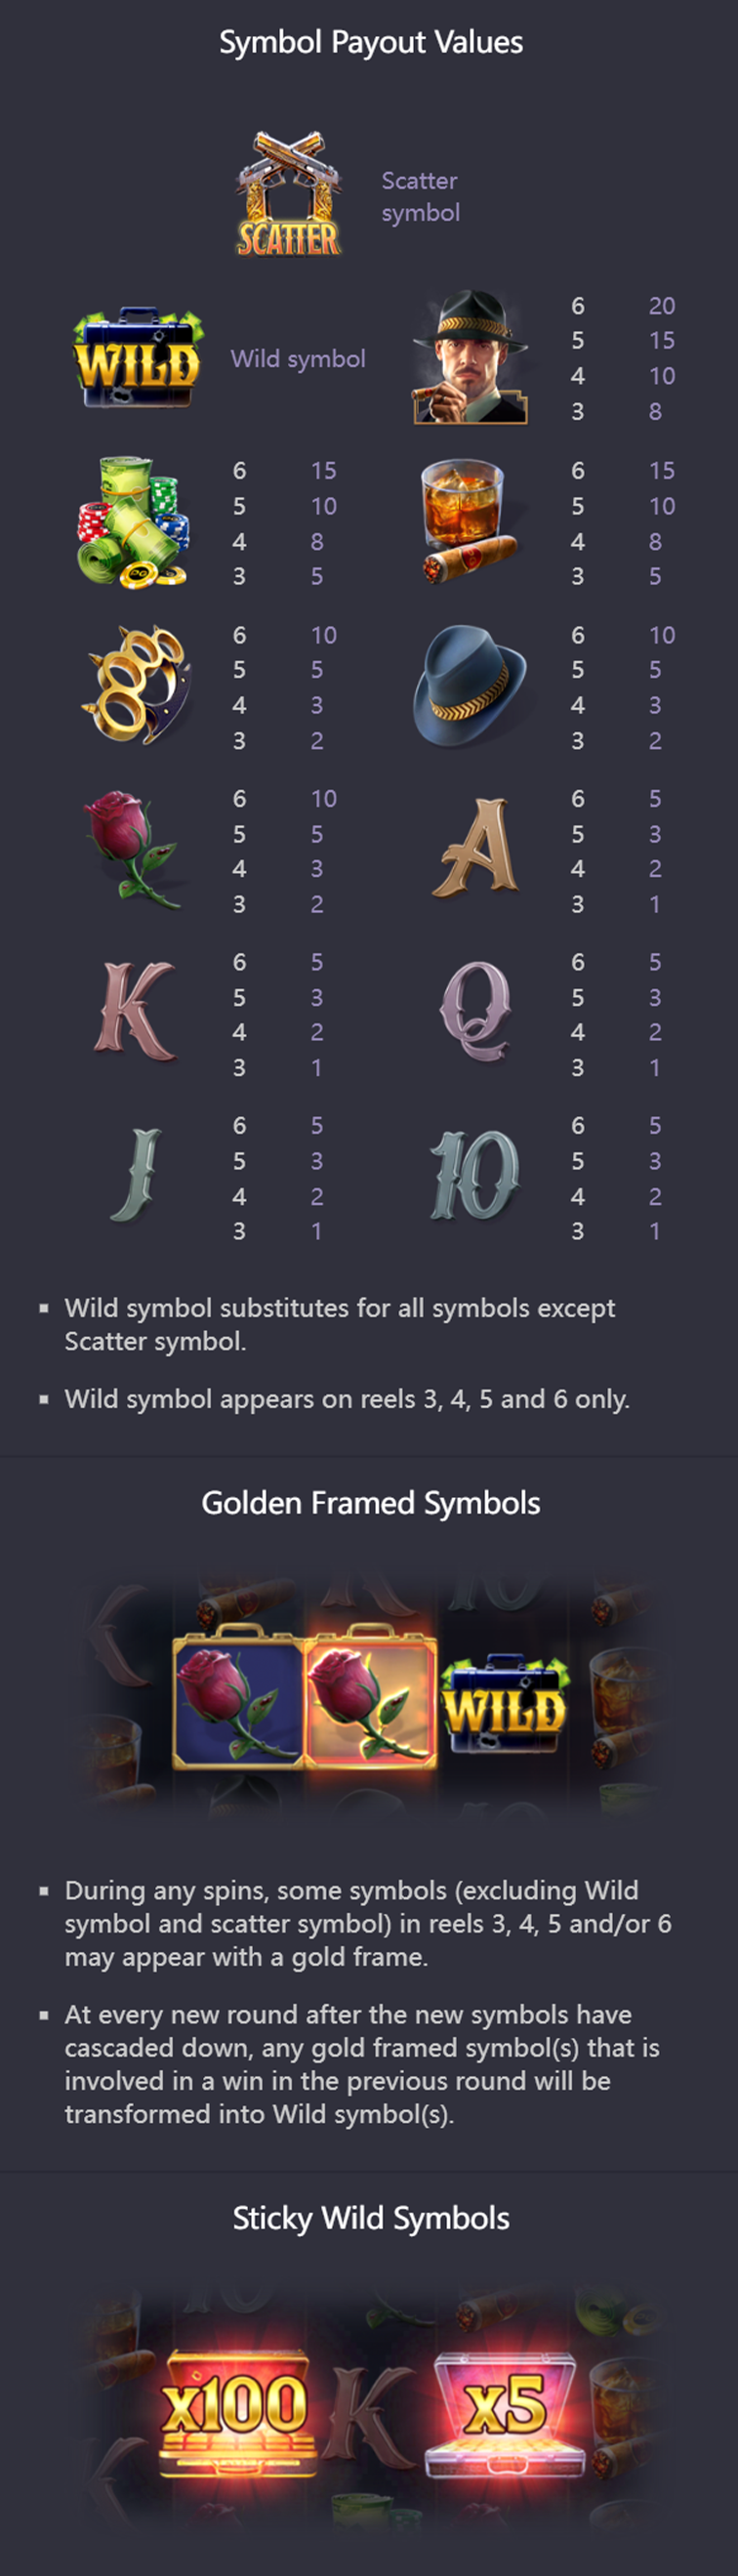 Symbol Payout Values
SCATTER
Scatter
symbol
WILD
Wild symbol
6 20
5 15
4 10
3 8
6 15
5 10
4 8
3 5
6 15
5 10
4 8
3 5
6 10
5 5
4 3
3 2
6 10
5 5
4 3
3 2
6 10
5 5
4 3
3 2
A
6 5
5 3
4 2
3 1
K
6 5
5 3
4 2
3 1
Q
6 5
5 3
4 2
3 1
J
6 5
5 3
4 2
3 1
10
6 5
5 3
4 2
3 1
Wild symbol substitutes for all symbols except
Scatter symbol.
Wild symbol appears on reels 3, 4, 5 and 6 only.
Golden Framed Symbols
WILD
During any spins, some symbols (excluding Wild
symbol and scatter symbol) in reels 3, 4, 5 and/or 6
may appear with a gold frame.
At every new round after the new symbols have
cascaded down, any gold framed symbol(s) that is
involved in a win in the previous round will be
transformed into Wild symbol(s).
Sticky Wild Symbols
x100 K x5